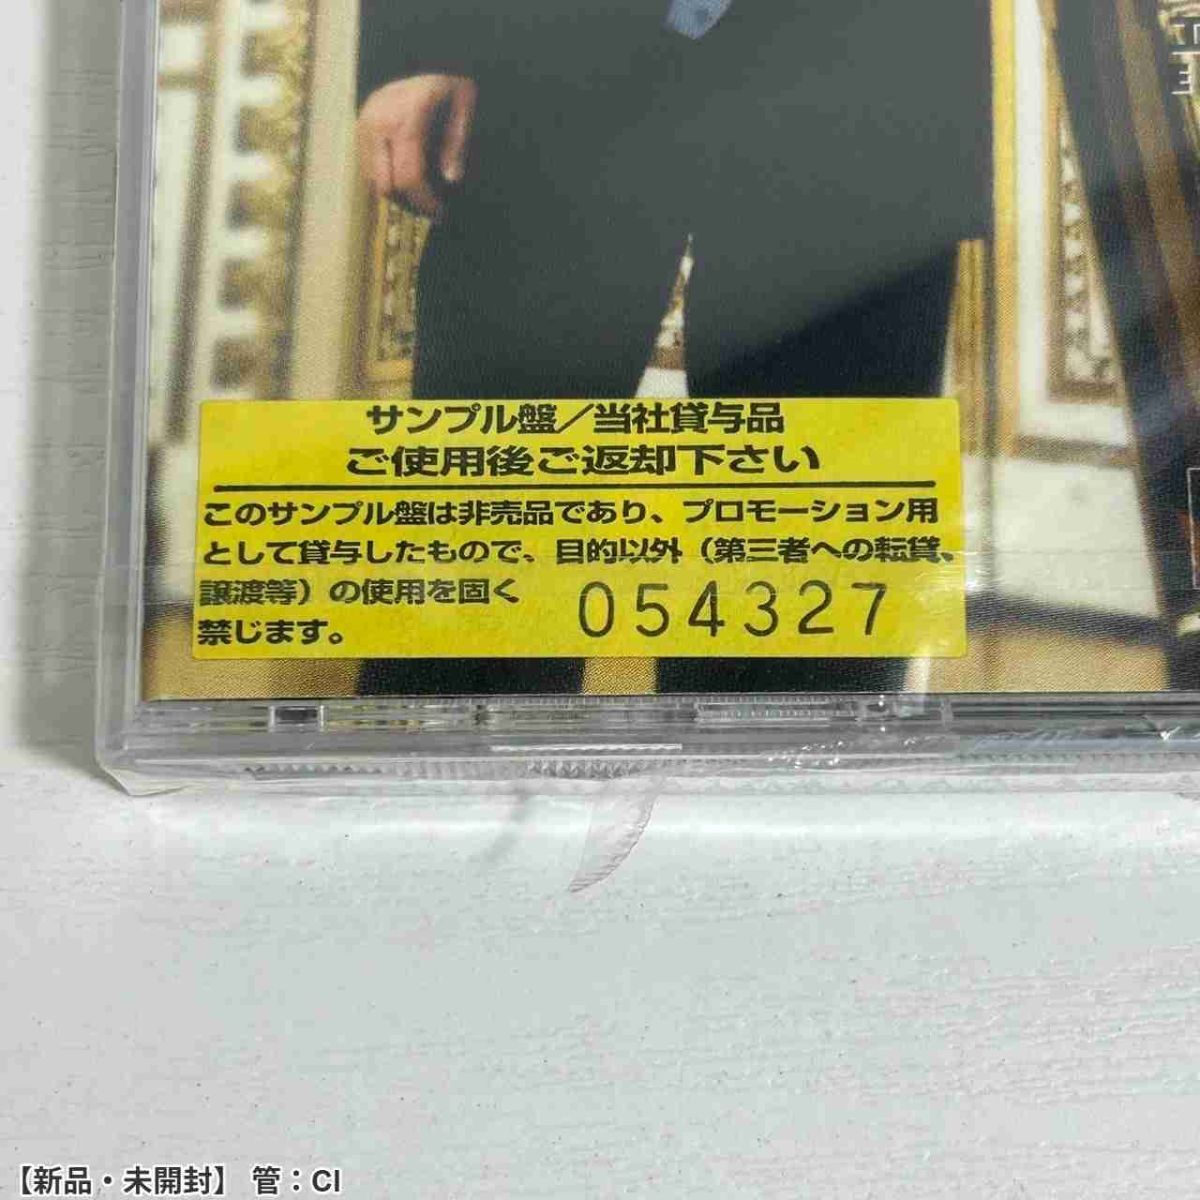 サンプル盤／当社貸与品
ご使用後ご返却下さい
このサンプル盤は非売品であり、プロモーション用
として貸与したもので、目的以外（第三者への転貸、
譲渡等）の使用を固く
禁じます。
054327
【新品・未開封】 管：CI